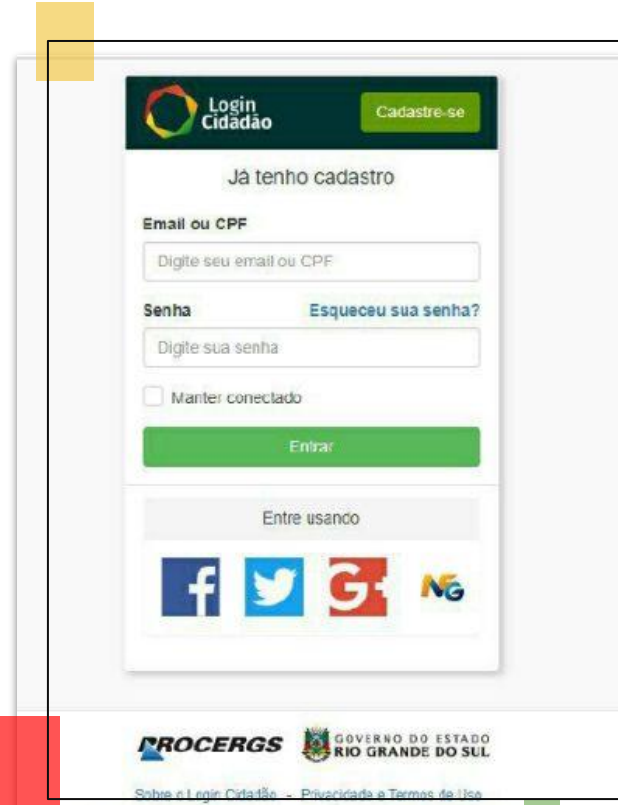 Login
Cidadão
Cadastre-se
Já tenho cadastro
Email ou CPF
Digite seu email ou CPF
Senha Esqueceu sua senha?
Digite sua senha
Manter conectado
Entrar
Entre usando
f G+ NFG
PROCERGS GOVERNO DO ESTADO
RIO GRANDE DO SUL
Sobre o Login Cidadão - Privacidade e Termos de Uso